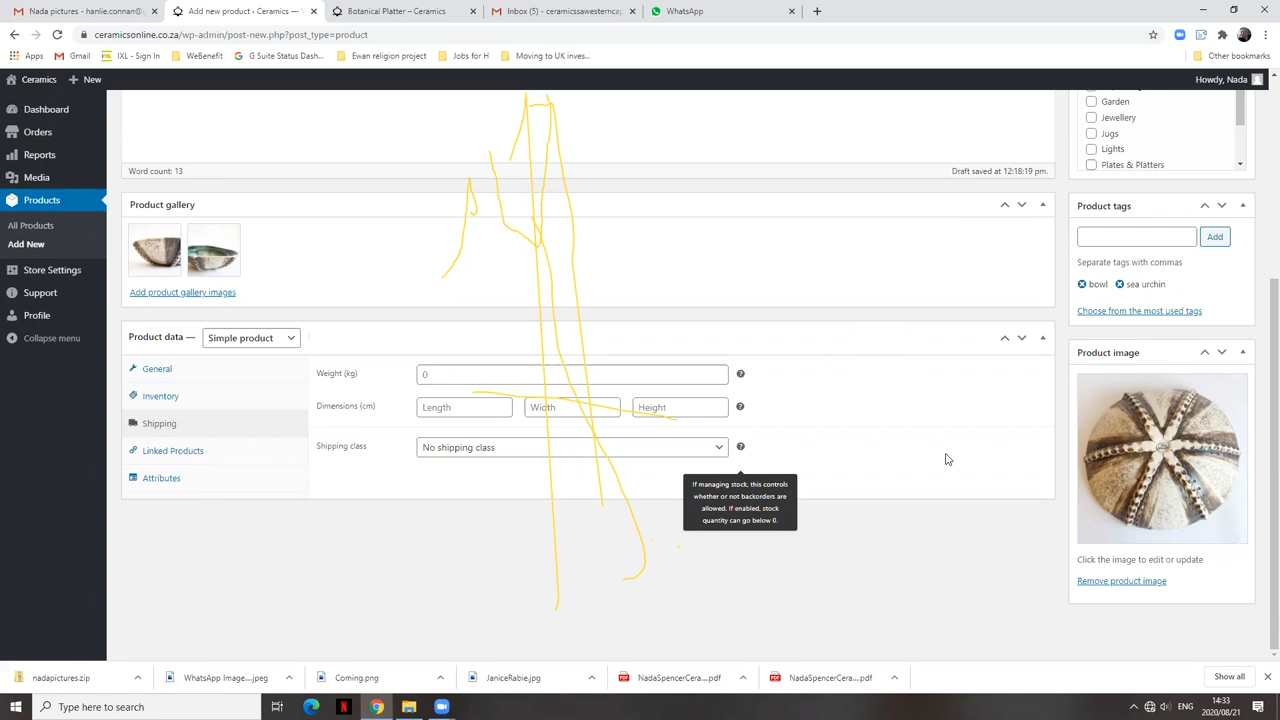 Nada pictures - hanlie.connan@g
Add new product ‹ Ceramics — W
Botanical Platter – Ceramics
Inbox (5) - ceramicssawesterncap
WhatsApp
ceramicsonline.co.za/wp-admin/post-new.php?post_type=product
Apps
Gmail
IXL - Sign In
WeBenefit
G Suite Status Dash...
Ewan religion project
Jobs for H
Moving to UK inves...
Other bookmarks
Ceramics
New
Howdy, Nada
Dashboard
Orders
Reports
Media
Products
All Products
Add New
Store Settings
Support
Profile
Collapse menu
Word count: 13
Draft saved at 12:18:19 pm.
Product gallery
Add product gallery images
Product data —
Simple product
General
Inventory
Shipping
Linked Products
Attributes
Weight (kg)
0
Dimensions (cm)
Length
Width
Height
Shipping class
No shipping class
If managing stock, this controls
whether or not backorders are
allowed. If enabled, stock
quantity can go below 0.
Garden
Jewellery
Jugs
Lights
Plates & Platters
Product tags
Add
Separate tags with commas
bowl
sea urchin
Choose from the most used tags
Product image
Click the image to edit or update
Remove product image
nadapictures.zip
WhatsApp Image....jpeg
Coming.png
JaniceRabie.jpg
NadaSpencerCera....pdf
NadaSpencerCera....pdf
Show all
Type here to search
ENG
14:33
2020/08/21